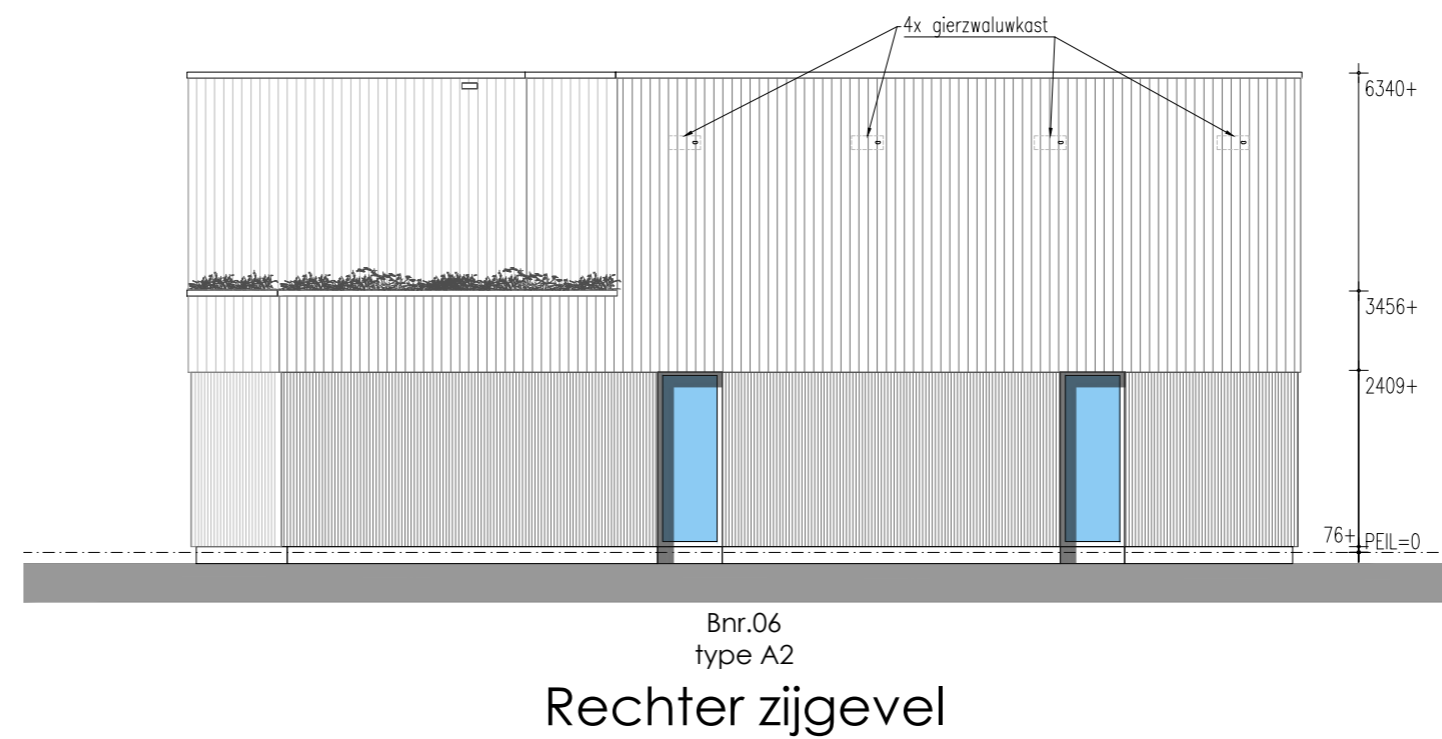 4x gierzwaluwkast
6340+
3456+
2409+
76+
PEIL=0
Bnr.06
type A2
Rechter zijgevel